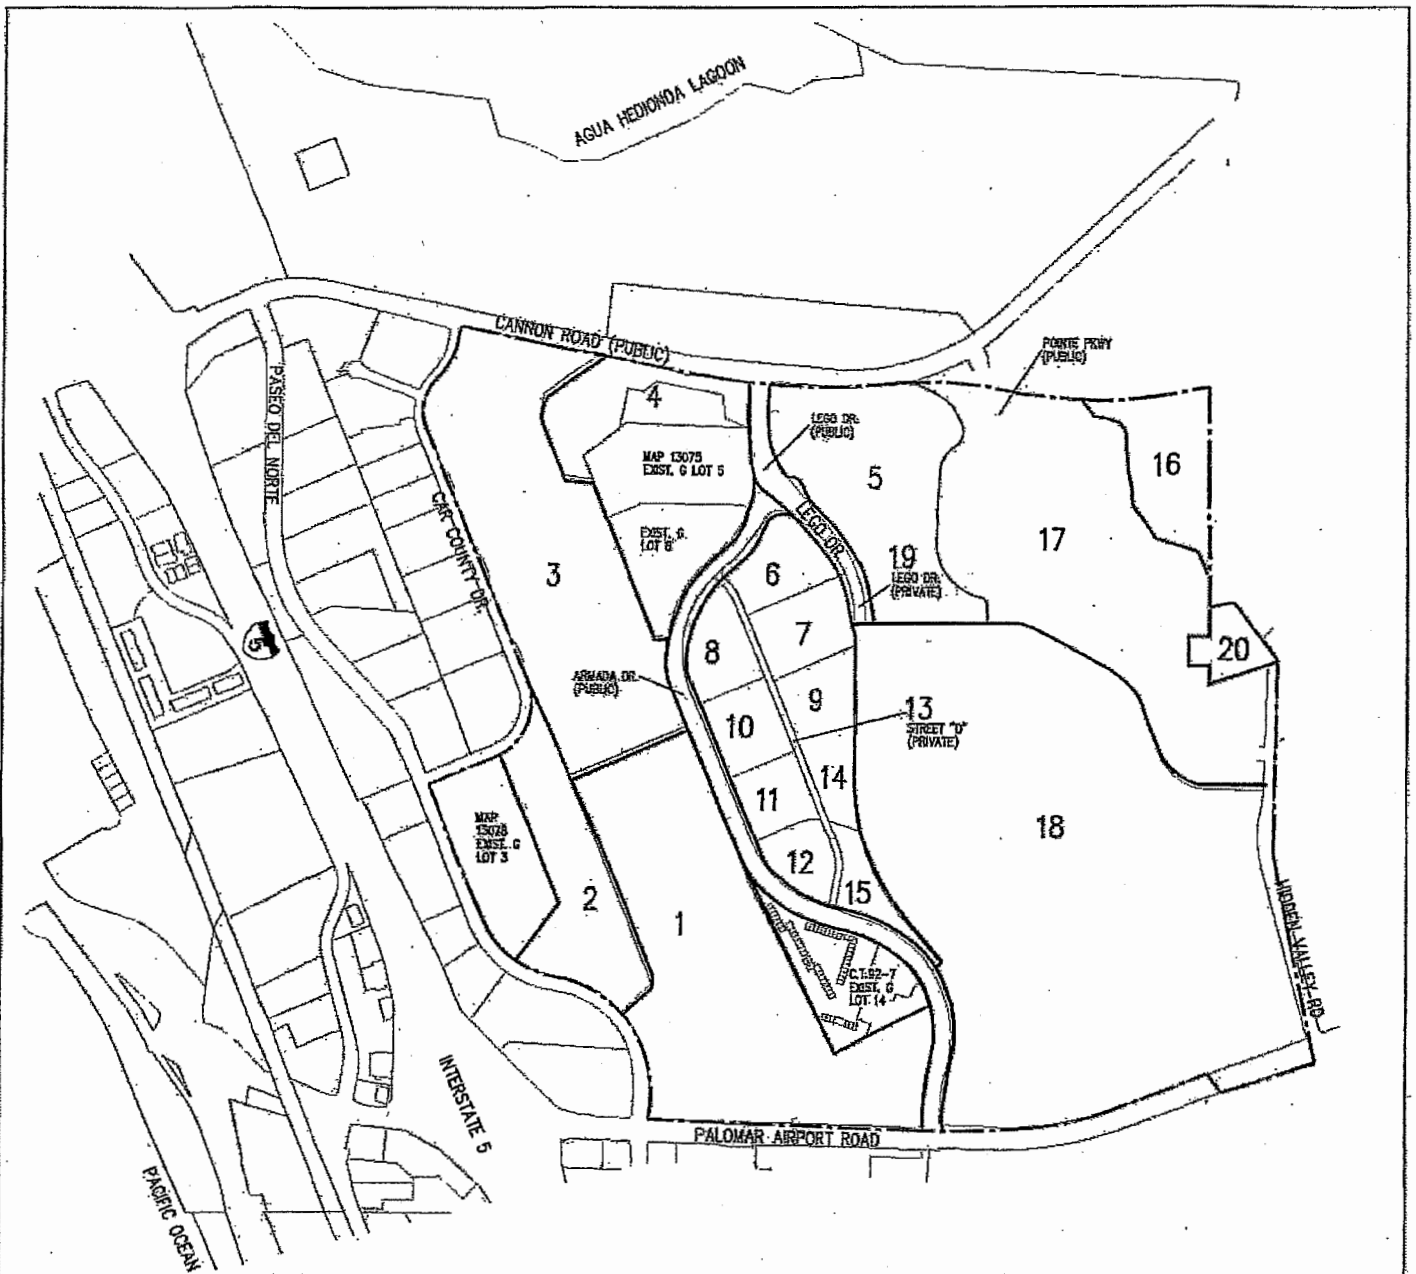 AGUA HEDIONDA LAGOON
CANNON ROAD (PUBLIC)
POINTE PKWY
(PUBLIC)
PASEO DEL NORTE
4
LEGO DR.
(PUBLIC)
MAP 13075
EXIST. G LOT 5
5
16
CAR COUNTY DR.
EXIST. G
LOT 6
LEGO DR.
17
3
6
19
LEGO DR.
(PRIVATE)
5
7
8
20
ARMADA DR.
(PUBLIC)
9
13
STREET "D"
(PRIVATE)
10
14
11
MAP
13078
EXIST. G
LOT 3
18
12
15
2
1
HIDDEN VALLEY RD
C.T. 92-7
EXIST. G
LOT 14
INTERSTATE 5
PALOMAR AIRPORT ROAD
PACIFIC OCEAN